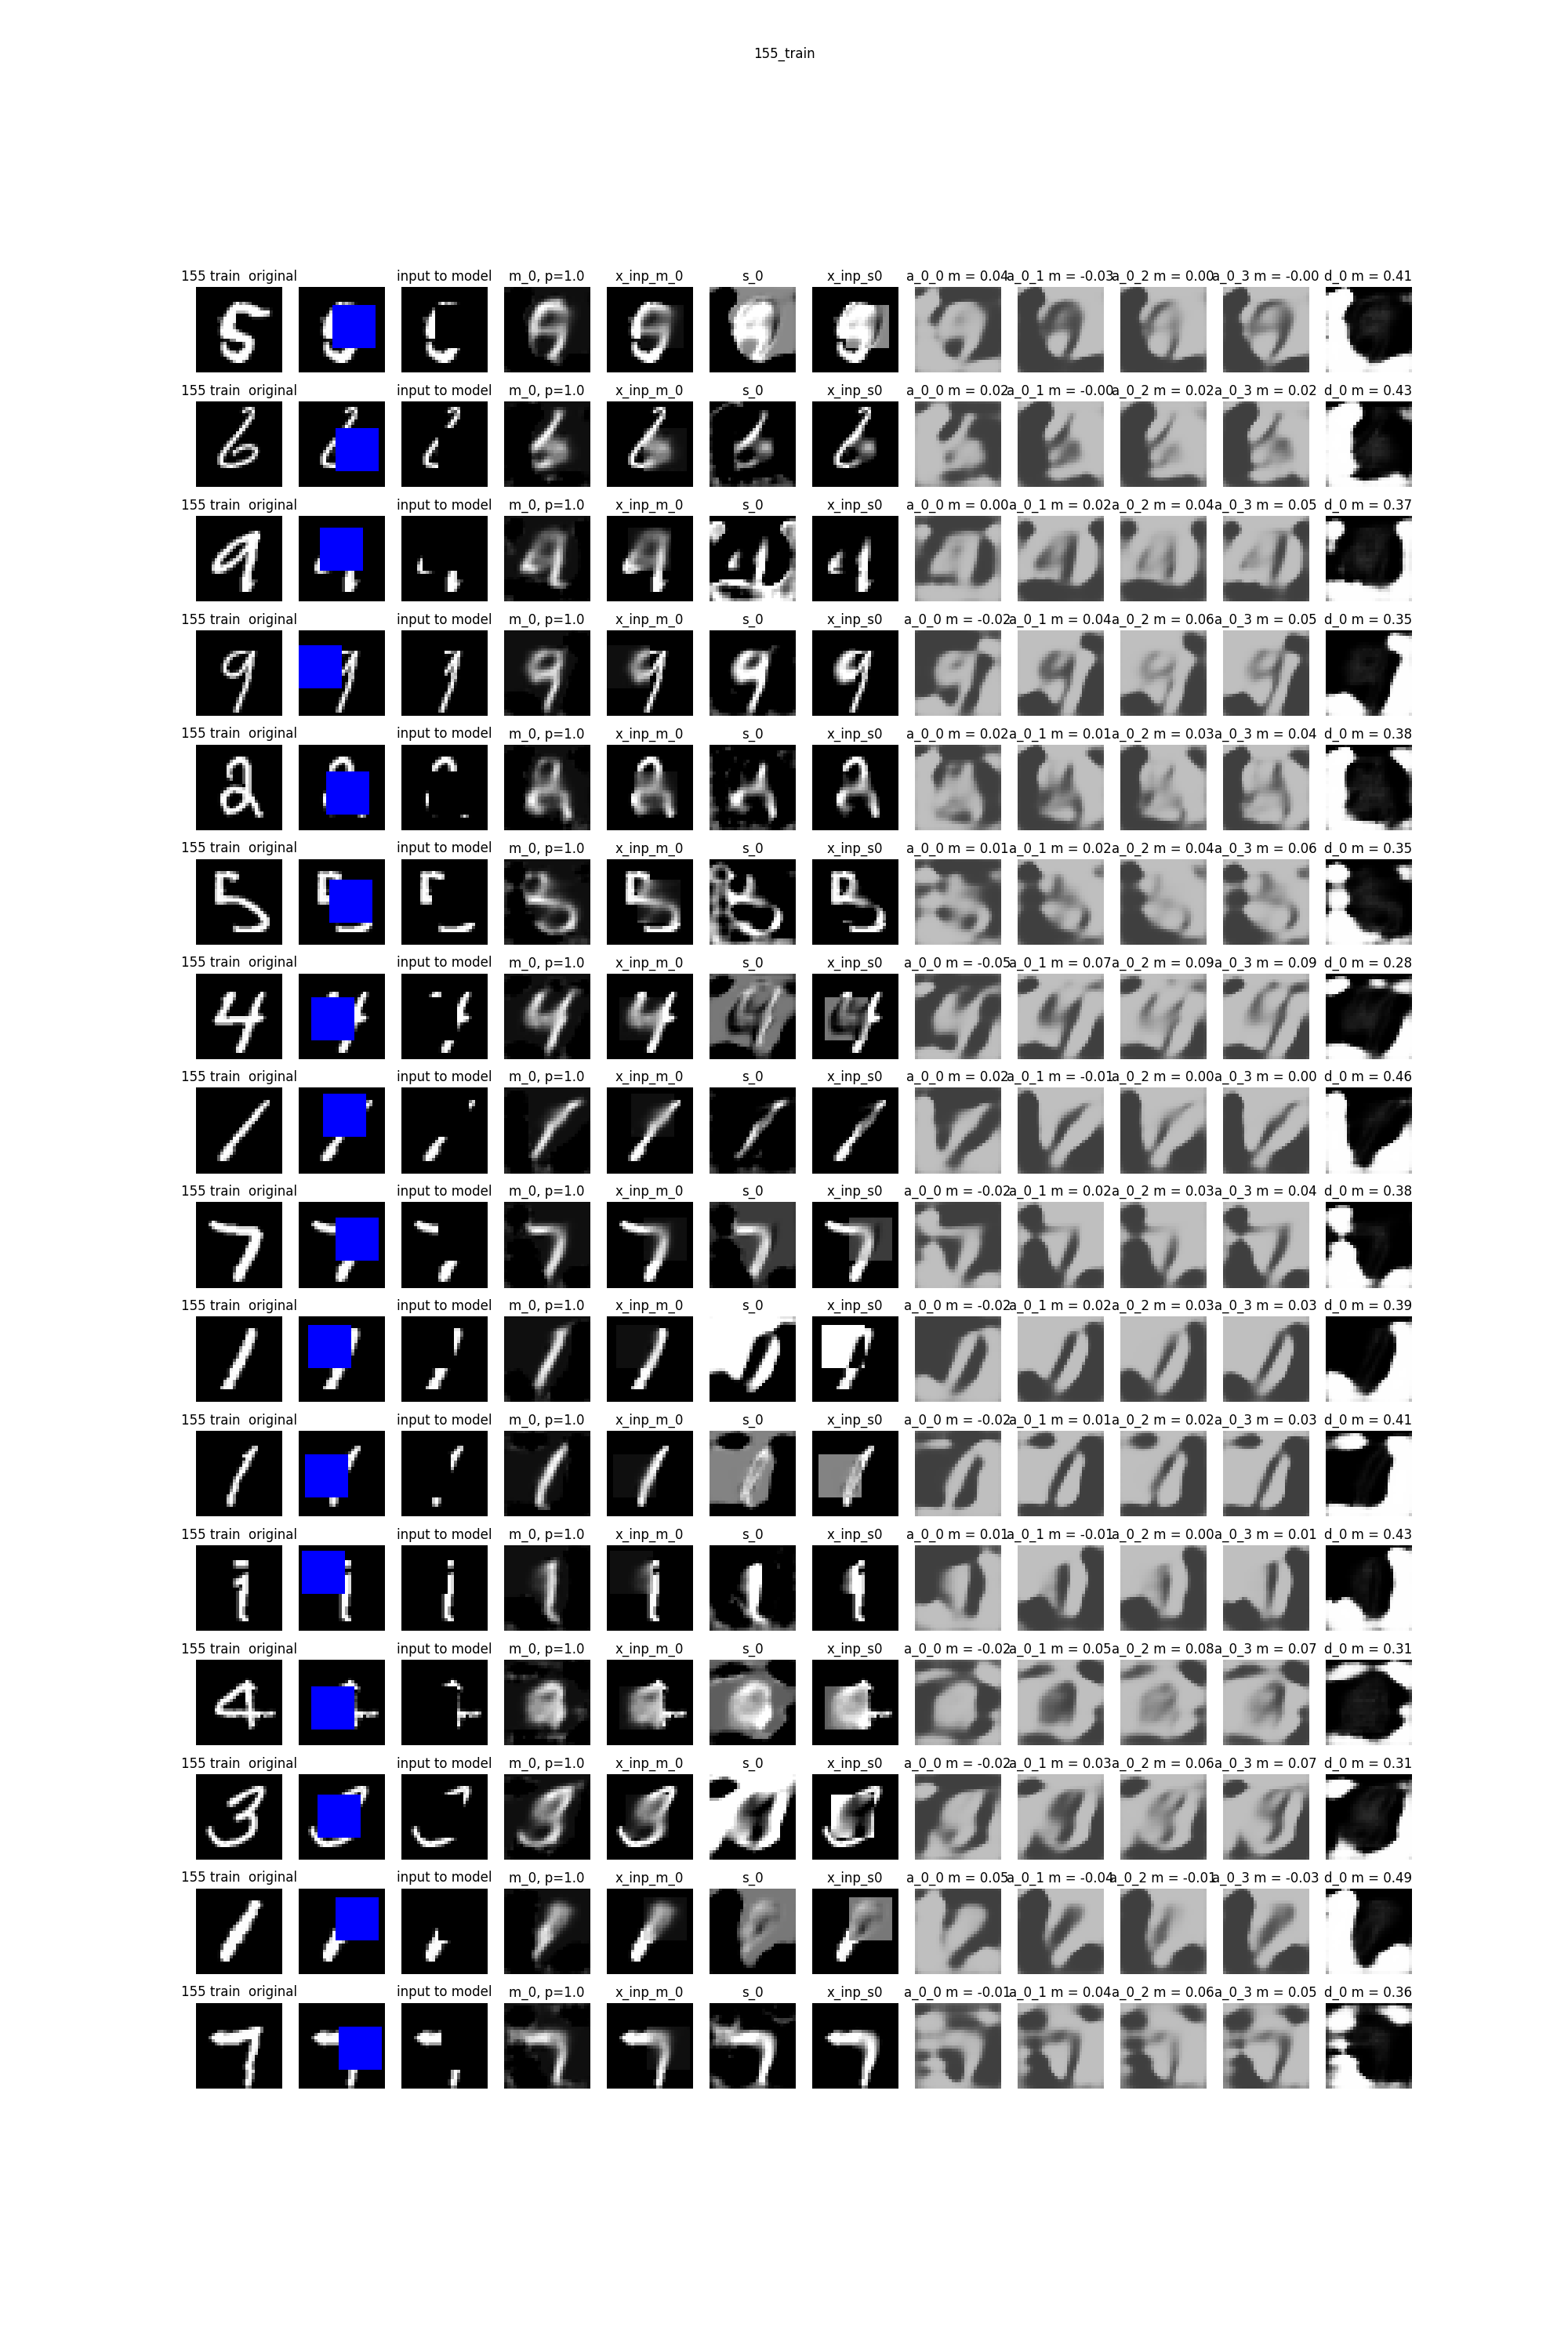 155_train
155 train original input to model m_0, p=1.0 x_inp_m_0 s_0 x_inp_s0 a_0_0 m = 0.04 a_0_1 m = -0.03 a_0_2 m = 0.00 a_0_3 m = -0.00 d_0 m = 0.41
155 train original input to model m_0, p=1.0 x_inp_m_0 s_0 x_inp_s0 a_0_0 m = 0.02 a_0_1 m = -0.00 a_0_2 m = 0.02 a_0_3 m = 0.02 d_0 m = 0.43
155 train original input to model m_0, p=1.0 x_inp_m_0 s_0 x_inp_s0 a_0_0 m = 0.00 a_0_1 m = 0.02 a_0_2 m = 0.04 a_0_3 m = 0.05 d_0 m = 0.37
155 train original input to model m_0, p=1.0 x_inp_m_0 s_0 x_inp_s0 a_0_0 m = -0.02 a_0_1 m = 0.04 a_0_2 m = 0.06 a_0_3 m = 0.05 d_0 m = 0.35
155 train original input to model m_0, p=1.0 x_inp_m_0 s_0 x_inp_s0 a_0_0 m = 0.02 a_0_1 m = 0.01 a_0_2 m = 0.03 a_0_3 m = 0.04 d_0 m = 0.38
155 train original input to model m_0, p=1.0 x_inp_m_0 s_0 x_inp_s0 a_0_0 m = 0.01 a_0_1 m = 0.02 a_0_2 m = 0.04 a_0_3 m = 0.06 d_0 m = 0.35
155 train original input to model m_0, p=1.0 x_inp_m_0 s_0 x_inp_s0 a_0_0 m = -0.05 a_0_1 m = 0.07 a_0_2 m = 0.09 a_0_3 m = 0.09 d_0 m = 0.28
155 train original input to model m_0, p=1.0 x_inp_m_0 s_0 x_inp_s0 a_0_0 m = 0.02 a_0_1 m = -0.01 a_0_2 m = 0.00 a_0_3 m = 0.00 d_0 m = 0.46
155 train original input to model m_0, p=1.0 x_inp_m_0 s_0 x_inp_s0 a_0_0 m = -0.02 a_0_1 m = 0.02 a_0_2 m = 0.03 a_0_3 m = 0.04 d_0 m = 0.38
155 train original input to model m_0, p=1.0 x_inp_m_0 s_0 x_inp_s0 a_0_0 m = -0.02 a_0_1 m = 0.02 a_0_2 m = 0.03 a_0_3 m = 0.03 d_0 m = 0.39
155 train original input to model m_0, p=1.0 x_inp_m_0 s_0 x_inp_s0 a_0_0 m = -0.02 a_0_1 m = 0.01 a_0_2 m = 0.02 a_0_3 m = 0.03 d_0 m = 0.41
155 train original input to model m_0, p=1.0 x_inp_m_0 s_0 x_inp_s0 a_0_0 m = 0.01 a_0_1 m = -0.01 a_0_2 m = 0.00 a_0_3 m = 0.01 d_0 m = 0.43
155 train original input to model m_0, p=1.0 x_inp_m_0 s_0 x_inp_s0 a_0_0 m = -0.02 a_0_1 m = 0.05 a_0_2 m = 0.08 a_0_3 m = 0.07 d_0 m = 0.31
155 train original input to model m_0, p=1.0 x_inp_m_0 s_0 x_inp_s0 a_0_0 m = -0.02 a_0_1 m = 0.03 a_0_2 m = 0.06 a_0_3 m = 0.07 d_0 m = 0.31
155 train original input to model m_0, p=1.0 x_inp_m_0 s_0 x_inp_s0 a_0_0 m = 0.05 a_0_1 m = -0.04 a_0_2 m = -0.01 a_0_3 m = -0.03 d_0 m = 0.49
155 train original input to model m_0, p=1.0 x_inp_m_0 s_0 x_inp_s0 a_0_0 m = -0.01 a_0_1 m = 0.04 a_0_2 m = 0.06 a_0_3 m = 0.05 d_0 m = 0.36